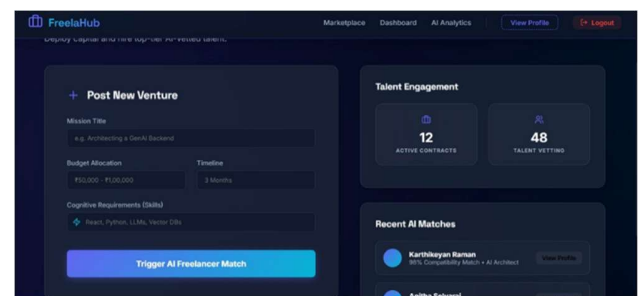 FreelaHub
Marketplace Dashboard AI Analytics View Profile Logout
Deploy capital and hire top-tier AI-vetted talent.
+ Post New Venture
Mission Title
e.g. Architecting a GenAI Backend
Budget Allocation Timeline
₹50,000 - ₹1,00,000 3 Months
Cognitive Requirements (Skills)
React, Python, LLMs, Vector DBs
Trigger AI Freelancer Match
Talent Engagement
12 48
ACTIVE CONTRACTS TALENT VETTING
Recent AI Matches
Karthikeyan Raman
98% Compatibility Match • AI Architect
View Profile